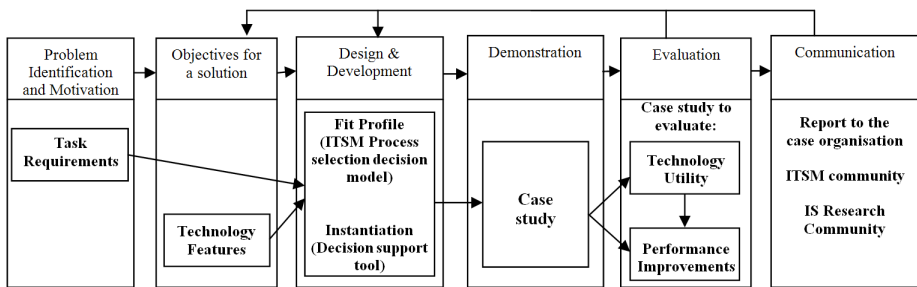 Problem
Identification
and Motivation
Task
Requirements
Objectives for
a solution
Technology
Features
Design &
Development
Fit Profile
(ITSM Process
selection decision
model)
Instantiation
(Decision support
tool)
Demonstration
Case
study
Evaluation
Case study to
evaluate:
Technology
Utility
Performance
Improvements
Communication
Report to the
case organisation
ITSM community
IS Research
Community